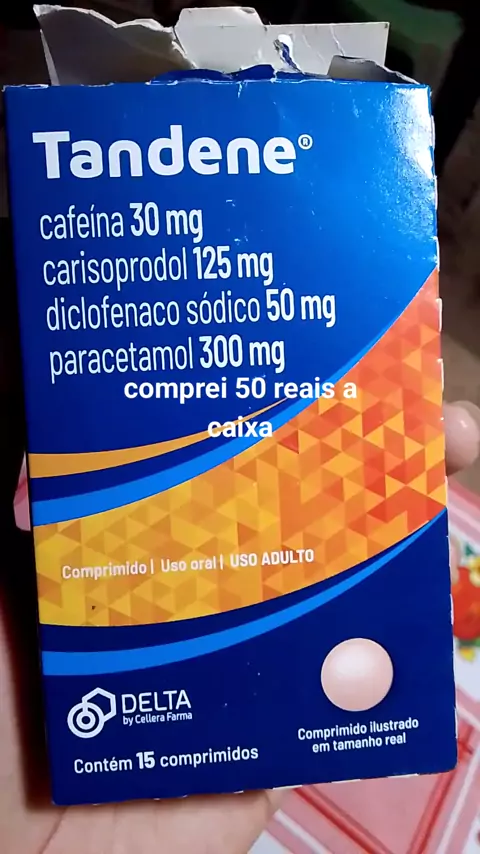 Tandene®
cafeína 30 mg
carisoprodol 125 mg
diclofenaco sódico 50 mg
paracetamol 300 mg
comprei 50 reais a
caixa
Comprimido | Uso oral | USO ADULTO
DELTA
by Cellera Farma
Contém 15 comprimidos
Comprimido ilustrado
em tamanho real